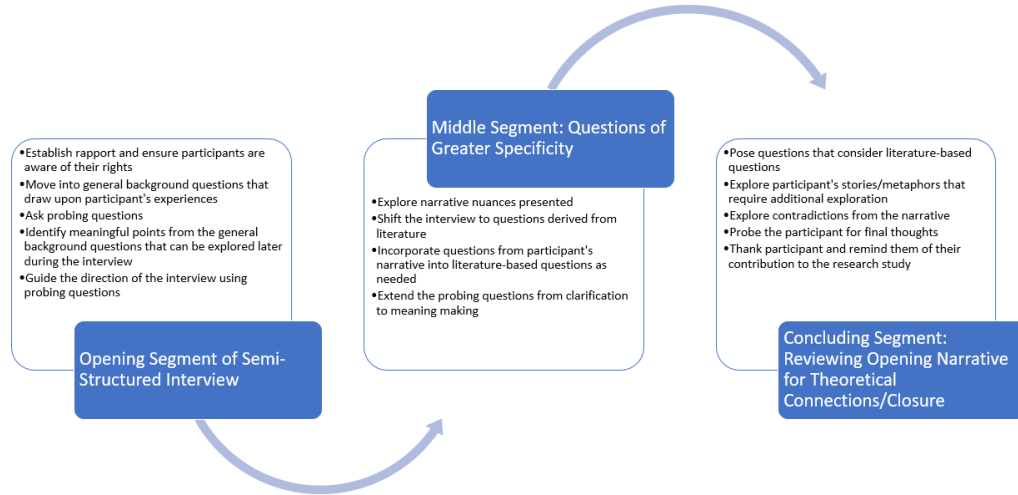 •Establish rapport and ensure participants are
aware of their rights
•Move into general background questions that
draw upon participant's experiences
•Ask probing questions
•Identify meaningful points from the general
background questions that can be explored later
during the interview
•Guide the direction of the interview using
probing questions
Opening Segment of Semi-
Structured Interview
Middle Segment: Questions of
Greater Specificity
•Explore narrative nuances presented
•Shift the interview to questions derived from
literature
•Incorporate questions from participant's
narrative into literature-based questions as
needed
•Extend the probing questions from clarification
to meaning making
•Pose questions that consider literature-based
questions
•Explore participant's stories/metaphors that
require additional exploration
•Explore contradictions from the narrative
•Probe the participant for final thoughts
•Thank participant and remind them of their
contribution to the research study
Concluding Segment:
Reviewing Opening Narrative
for Theoretical
Connections/Closure